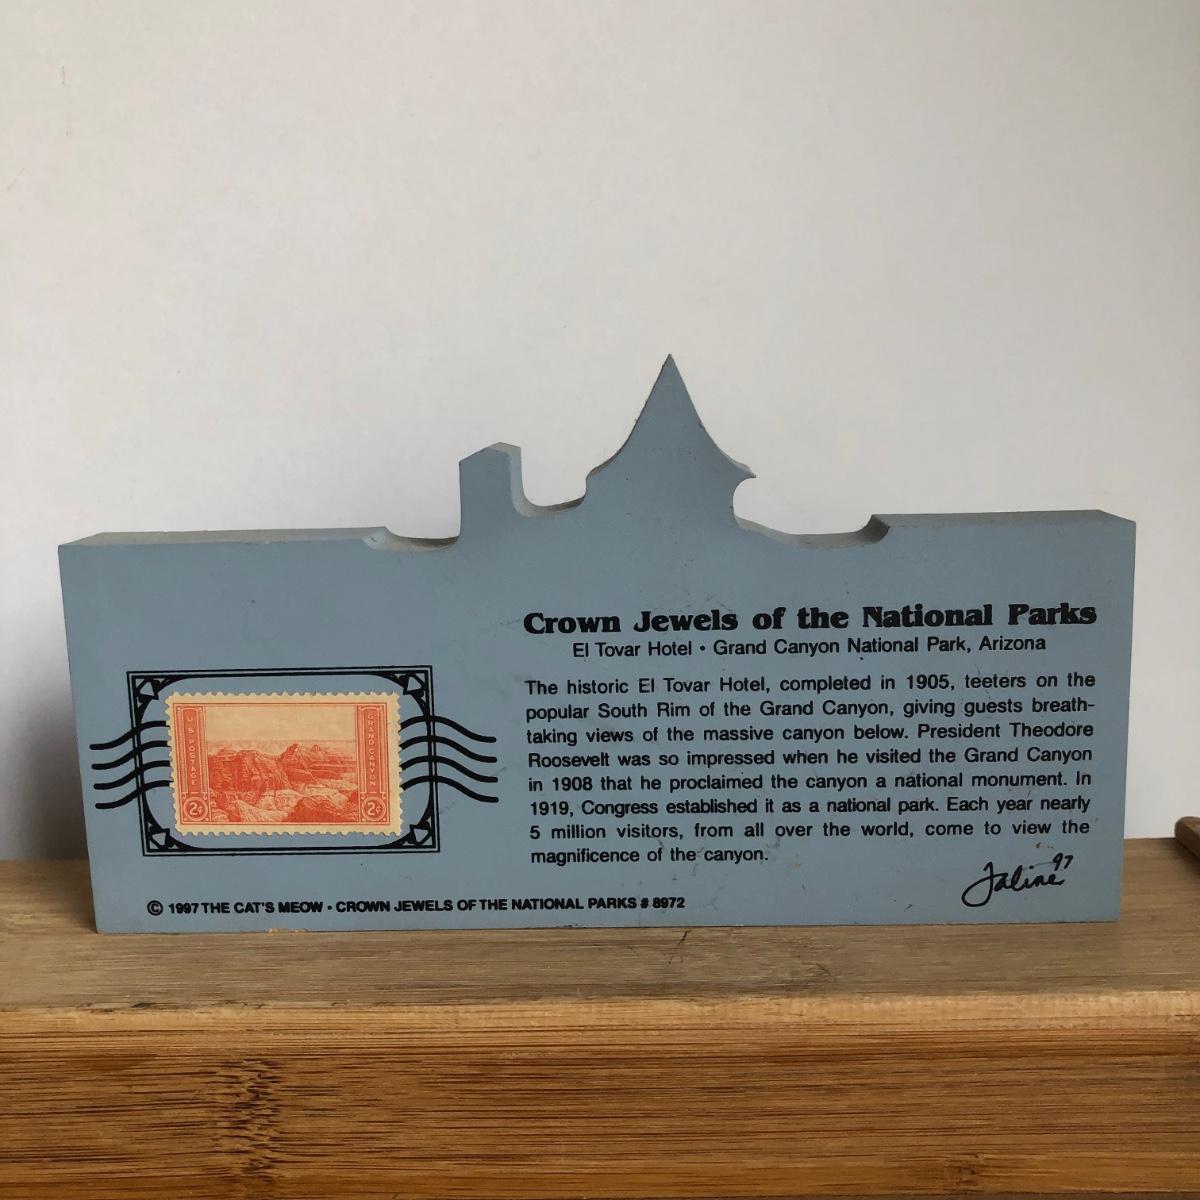 Crown Jewels of the National Parks
El Tovar Hotel • Grand Canyon National Park, Arizona
The historic El Tovar Hotel, completed in 1905, teeters on the
popular South Rim of the Grand Canyon, giving guests breath-
taking views of the massive canyon below. President Theodore
Roosevelt was so impressed when he visited the Grand Canyon
in 1908 that he proclaimed the canyon a national monument. In
1919, Congress established it as a national park. Each year nearly
5 million visitors, from all over the world, come to view the
magnificence of the canyon.
Faline 97
U.S. POSTAGE
GRAND CANYON
2¢ 2¢
© 1997 THE CAT'S MEOW • CROWN JEWELS OF THE NATIONAL PARKS # 8972